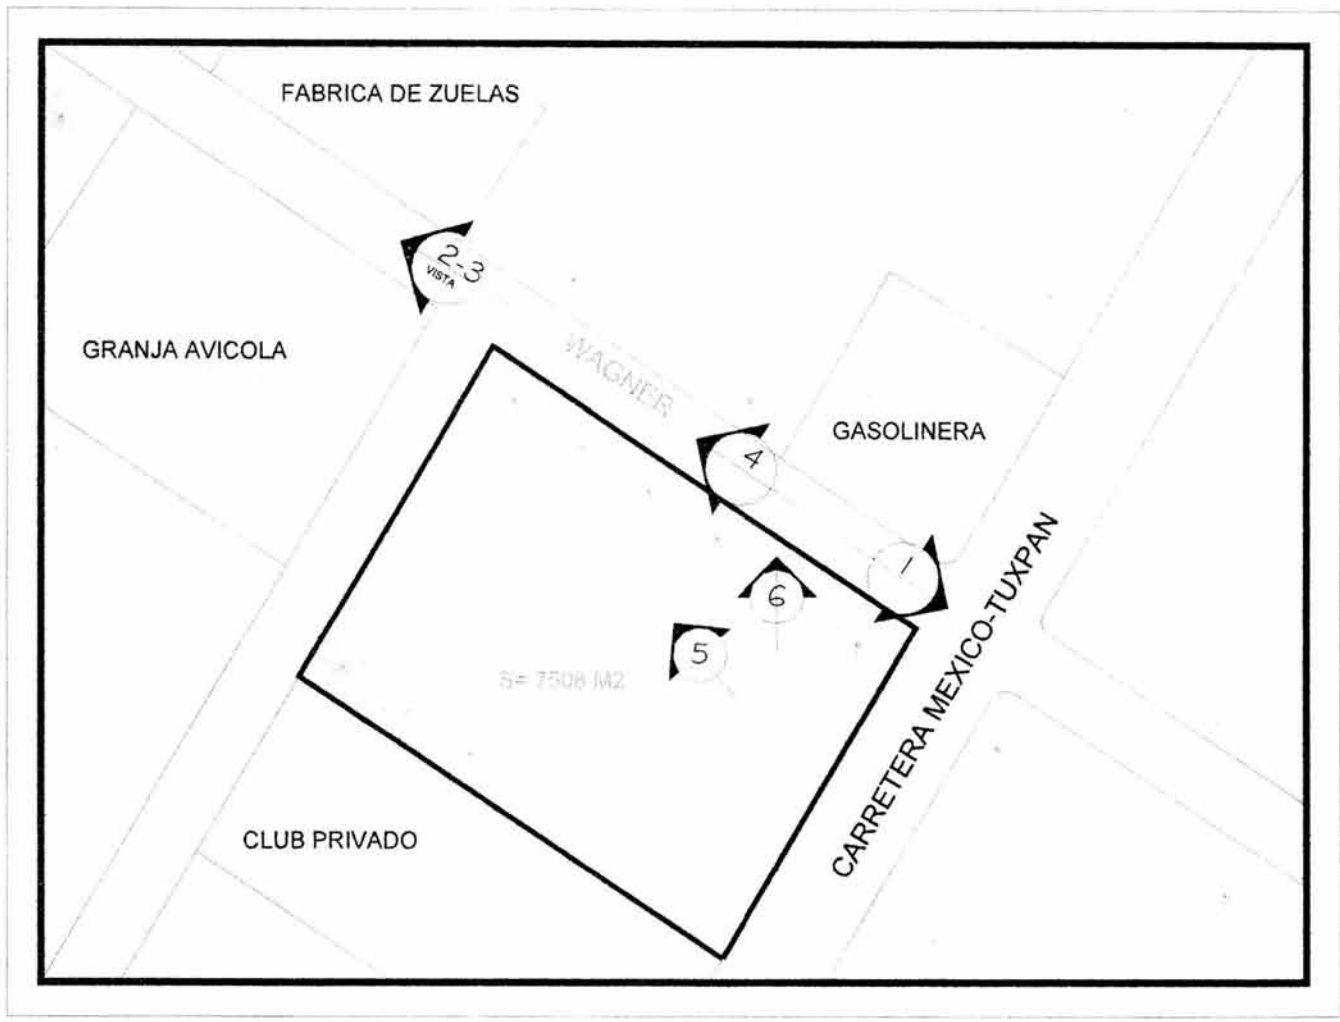 FABRICA DE ZUELAS
2-3
VISTA
GRANJA AVICOLA
WAGNER
GASOLINERA
4
1
6
5
S= 7508 M2
CARRETERA MEXICO-TUXPAN
CLUB PRIVADO